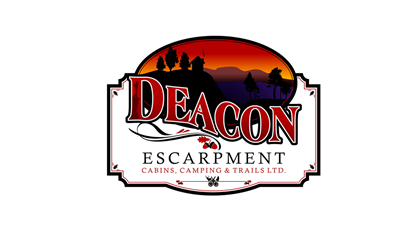 DEACON
ESCARPMENT
CABINS, CAMPING & TRAILS LTD.